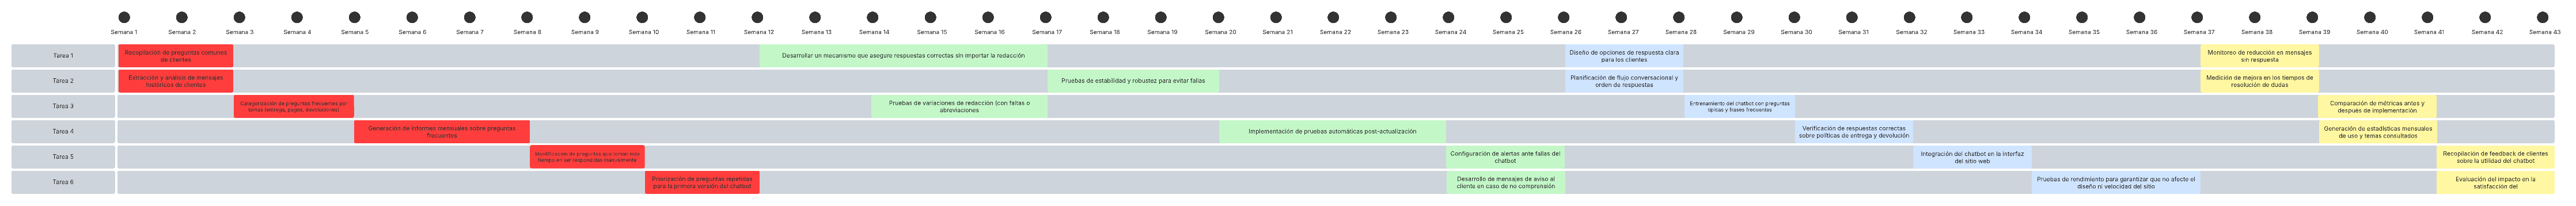 Semana 1 Semana 2 Semana 3 Semana 4 Semana 5 Semana 6 Semana 7 Semana 8 Semana 9 Semana 10 Semana 11 Semana 12 Semana 13 Semana 14 Semana 15 Semana 16 Semana 17 Semana 18 Semana 19 Semana 20 Semana 21 Semana 22 Semana 23 Semana 24 Semana 25 Semana 26 Semana 27 Semana 28 Semana 29 Semana 30 Semana 31 Semana 32 Semana 33 Semana 34 Semana 35 Semana 36 Semana 37 Semana 38 Semana 39 Semana 40 Semana 41 Semana 42 Semana 43
Tarea 1
Recopilación de preguntas comunes
de clientes
Desarrollar un mecanismo que asegure respuestas correctas sin importar la redacción
Diseño de opciones de respuesta clara
para los clientes
Monitoreo de reducción en mensajes
sin respuesta
Tarea 2
Extracción y análisis de mensajes
históricos de clientes
Pruebas de estabilidad y robustez para evitar fallas
Planificación de flujo conversacional y
orden de respuestas
Medición de mejora en los tiempos de
resolución de dudas
Tarea 3
Categorización de preguntas frecuentes por
temas (entrega, pagos, devoluciones)
Pruebas de variaciones de redacción (con faltas o
abreviaciones
Entrenamiento del chatbot con preguntas
típicas y frases frecuentes
Comparación de métricas antes y
después de implementación
Tarea 4
Generación de informes mensuales sobre preguntas
frecuentes
Implementación de pruebas automáticas post-actualización
Verificación de respuestas correctas
sobre políticas de entrega y devolución
Generación de estadísticas mensuales
de uso y temas consultados
Tarea 5
Identificación de preguntas que toman más
tiempo en ser respondidas manualmente
Configuración de alertas ante fallas del
chatbot
Integración del chatbot en la interfaz
del sitio web
Recopilación de feedback de clientes
sobre la utilidad del chatbot
Tarea 6
Priorización de preguntas repetidas
para la primera versión del chatbot
Desarrollo de mensajes de aviso al
cliente en caso de no comprensión
Pruebas de rendimiento para garantizar que no afecte el
diseño ni velocidad del sitio
Evaluación del impacto en la
satisfacción del